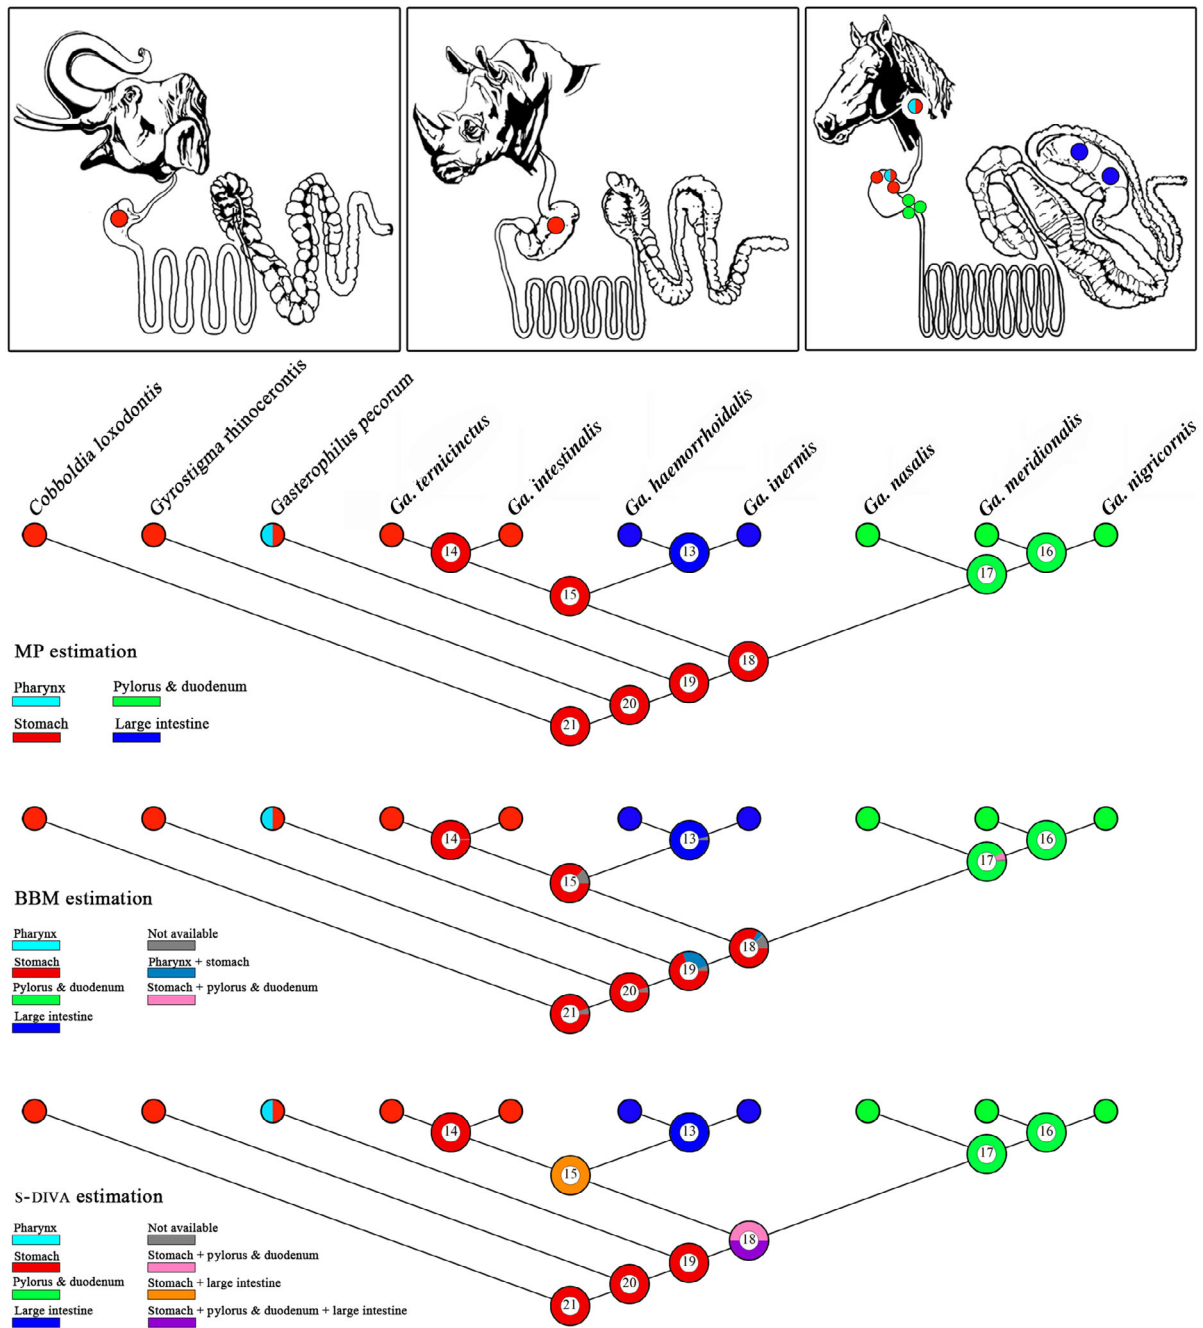 Cobboldia loxodontis
Gyrostigma rhinocerontis
Gasterophilus pecorum
Ga. ternicinctus
Ga. intestinalis
Ga. haemorrhoidalis
Ga. inermis
Ga. nasalis
Ga. meridionalis
Ga. nigricornis
14
13
16
17
15
18
19
20
21
MP estimation
Pharynx
Pylorus & duodenum
Stomach
Large intestine
14
13
16
17
15
18
19
20
21
BBM estimation
Pharynx
Not available
Stomach
Pharynx + stomach
Pylorus & duodenum
Stomach + pylorus & duodenum
Large intestine
14
13
16
17
15
18
19
20
21
S-DIVA estimation
Pharynx
Not available
Stomach
Stomach + pylorus & duodenum
Pylorus & duodenum
Stomach + large intestine
Large intestine
Stomach + pylorus & duodenum + large intestine